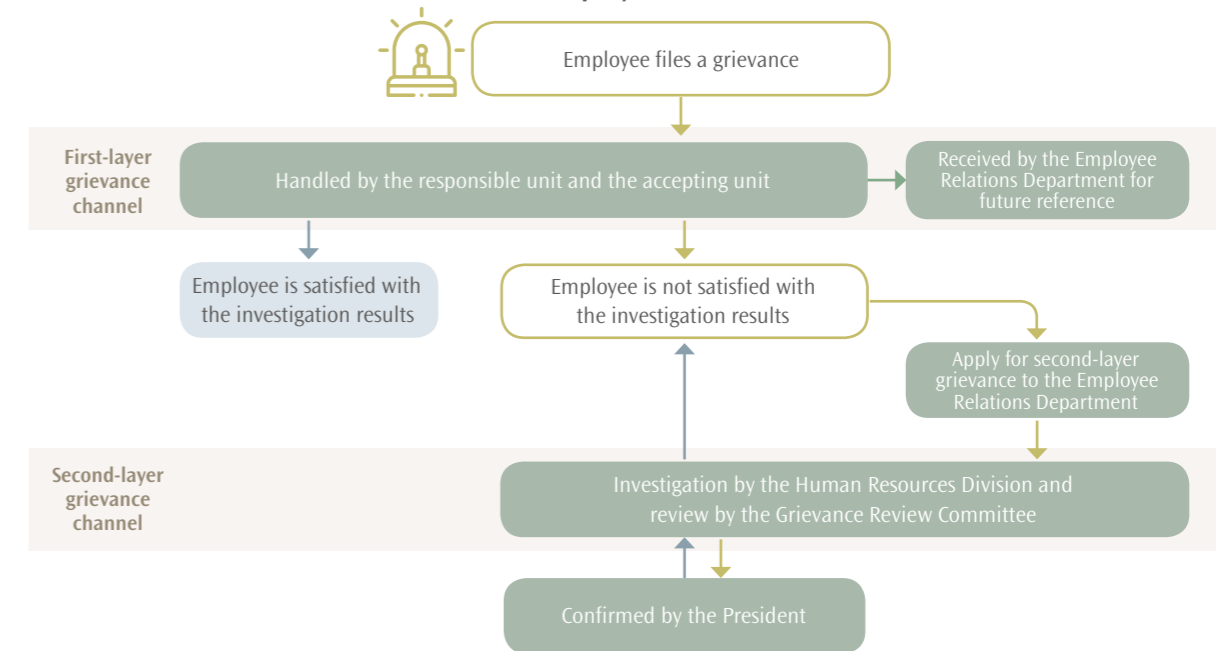 Employee files a grievance
First-layer
grievance
channel
Handled by the responsible unit and the accepting unit
Received by the Employee
Relations Department for
future reference
Employee is satisfied with
the investigation results
Employee is not satisfied with
the investigation results
Apply for second-layer
grievance to the Employee
Relations Department
Second-layer
grievance
channel
Investigation by the Human Resources Division and
review by the Grievance Review Committee
Confirmed by the President